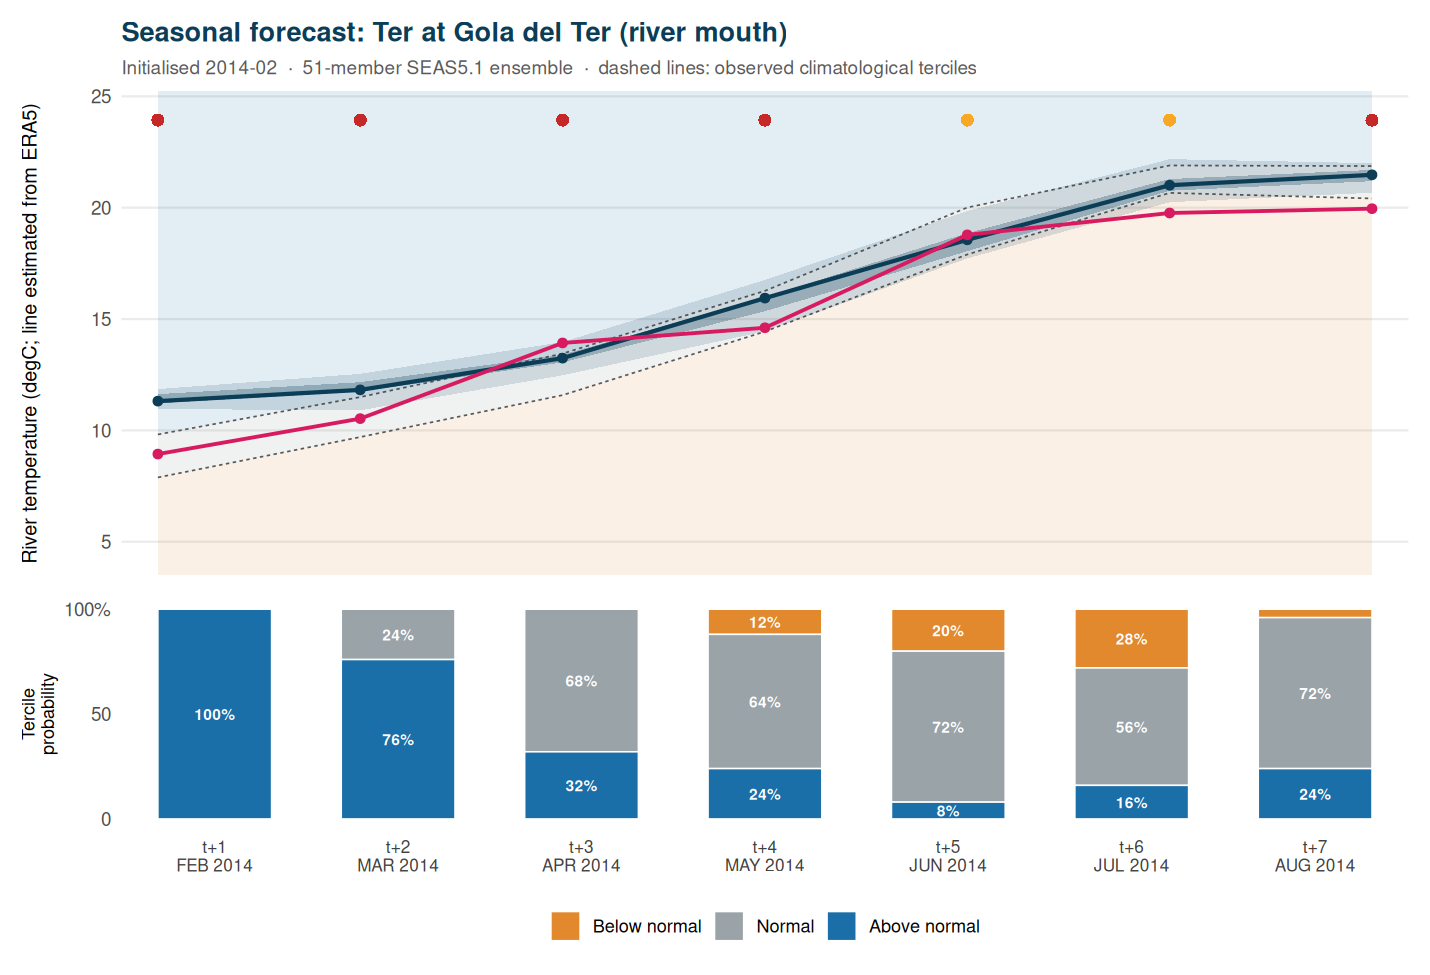 Seasonal forecast: Ter at Gola del Ter (river mouth)
Initialised 2014-02 · 51-member SEAS5.1 ensemble · dashed lines: observed climatological terciles
River temperature (degC; line estimated from ERA5)
25
20
15
10
5
Tercile
probability
100%
50
0
100%
24%
76%
68%
32%
12%
64%
24%
20%
72%
8%
28%
56%
16%
72%
24%
t+1
FEB 2014
t+2
MAR 2014
t+3
APR 2014
t+4
MAY 2014
t+5
JUN 2014
t+6
JUL 2014
t+7
AUG 2014
Below normal
Normal
Above normal